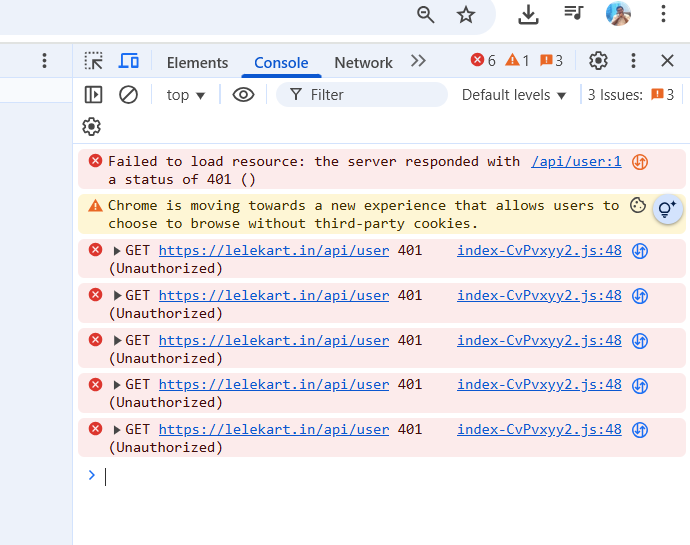 Elements Console Network 6 1 3
top Filter Default levels 3 Issues: 3
Failed to load resource: the server responded with /api/user:1
a status of 401 ()
Chrome is moving towards a new experience that allows users to
choose to browse without third-party cookies.
GET https://lelekart.in/api/user 401 index-CvPvxyy2.js:48
(Unauthorized)
GET https://lelekart.in/api/user 401 index-CvPvxyy2.js:48
(Unauthorized)
GET https://lelekart.in/api/user 401 index-CvPvxyy2.js:48
(Unauthorized)
GET https://lelekart.in/api/user 401 index-CvPvxyy2.js:48
(Unauthorized)
GET https://lelekart.in/api/user 401 index-CvPvxyy2.js:48
(Unauthorized)